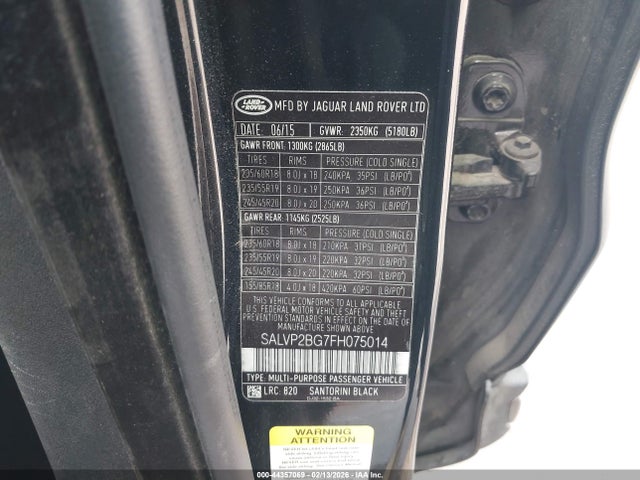 LAND-ROVER MFD BY JAGUAR LAND ROVER LTD
DATE 06/15 GVWR: 2350KG (5180LB)
GAWR FRONT: 1300KG (2865LB)
TIRES RIMS PRESSURE (COLD SINGLE)
235/60R18 8.0J x 18 240KPA 35PSI (LB/PO²)
235/55R19 8.0J x 19 250KPA 36PSI (LB/PO²)
245/45R20 8.0J x 20 250KPA 36PSI (LB/PO²)
GAWR REAR: 1145KG (2525LB)
TIRES RIMS PRESSURE (COLD SINGLE)
235/60R18 8.0J x 18 210KPA 31PSI (LB/PO²)
235/55R19 8.0J x 19 220KPA 32PSI (LB/PO²)
245/45R20 8.0J x 20 220KPA 32PSI (LB/PO²)
155/85R18 4.0J x 18 420KPA 60PSI (LB/PO²)
THIS VEHICLE CONFORMS TO ALL APPLICABLE
U.S. FEDERAL MOTOR VEHICLE SAFETY, BUMPER, AND THEFT
PREVENTION STANDARDS IN EFFECT ON THE DATE OF
MANUFACTURE SHOWN ABOVE.
SALVP2BG7FH075014
TYPE: MULTI-PURPOSE PASSENGER VEHICLE
LRC 820 SANTORINI BLACK
WARNING
ATTENTION
© IAA Holdings, LLC - #44357069 - 02/13/2026 - IAA, Inc. Confidential